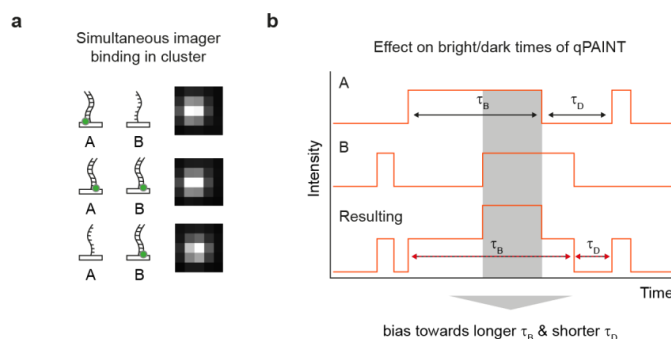 a
Simultaneous imager
binding in cluster
A B
A B
A B
b
Effect on bright/dark times of qPAINT
Intensity
A
τB
τD
B
Resulting
τB
τD
Time
bias towards longer τB & shorter τD